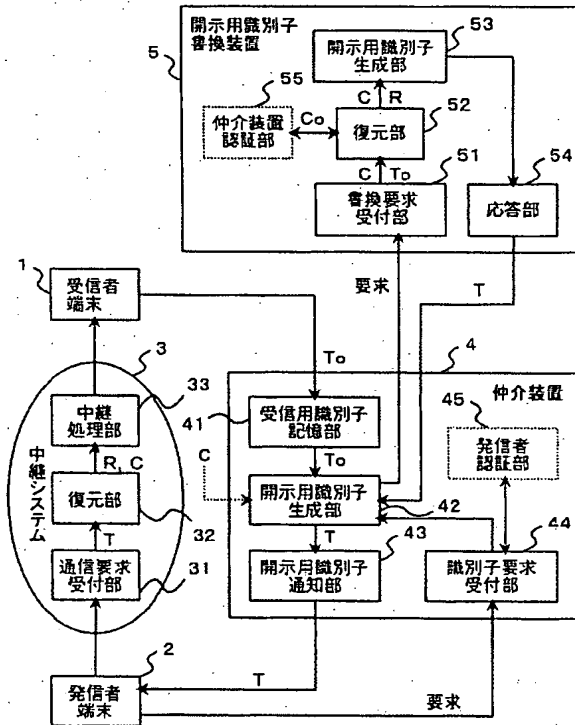 開示用識別子
書換装置
5
53
開示用識別子
生成部
55
C R
52
仲介装置
認証部
Co
復元部
51
C To
54
書換要求
受付部
応答部
1
受信者
端末
要求
T
3
To
4
33
中継
処理部
41
受信用識別子
記憶部
仲介装置
45
発信者
認証部
R, C
C
To
復元部
開示用識別子
生成部
42
中継システム
32
T
T
43
44
通信要求
受付部
31
開示用識別子
通知部
識別子要求
受付部
2
T
発信者
端末
要求